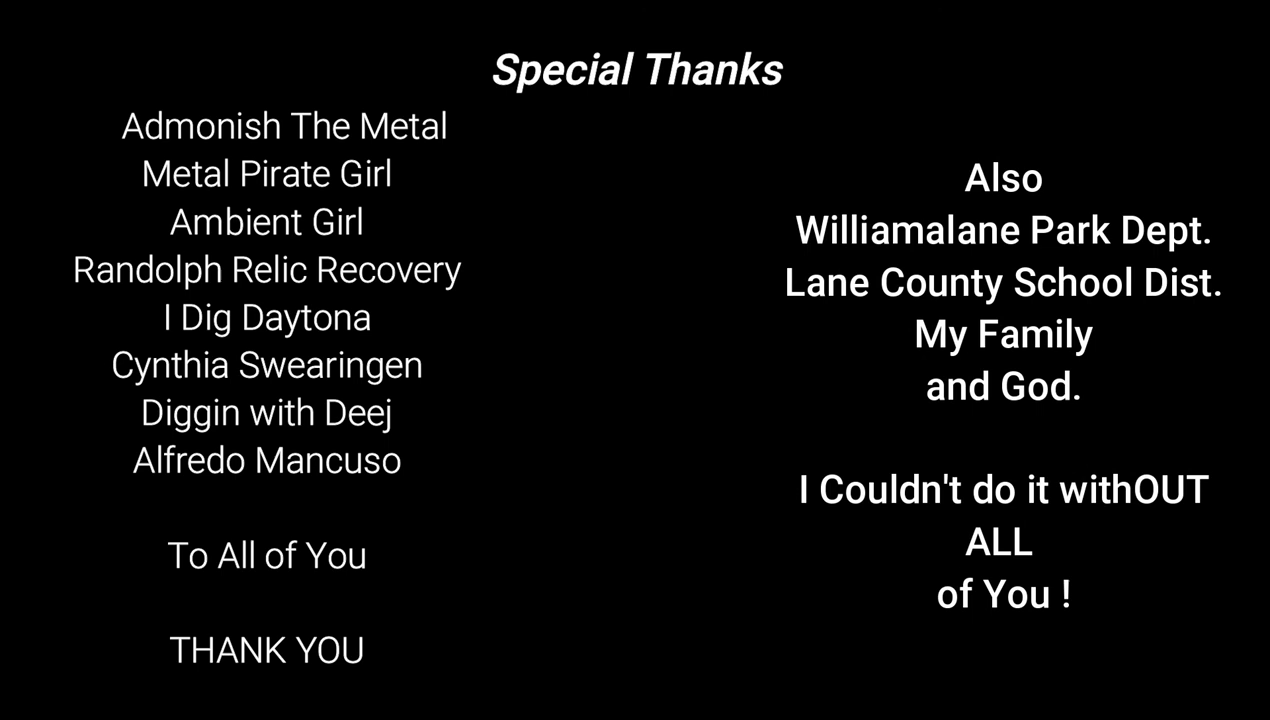 Special Thanks
Admonish The Metal
Metal Pirate Girl
Ambient Girl
Randolph Relic Recovery
I Dig Daytona
Cynthia Swearingen
Diggin with Deej
Alfredo Mancuso
To All of You
THANK YOU
Also
Williamalane Park Dept.
Lane County School Dist.
My Family
and God.
I Couldn't do it withOUT
ALL
of You !